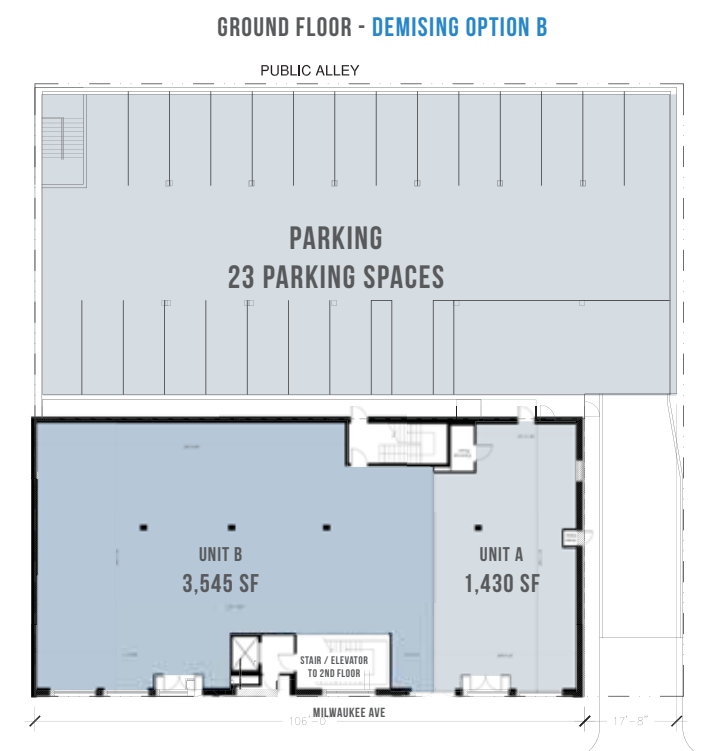 GROUND FLOOR - DEMISING OPTION B
PUBLIC ALLEY
PARKING
23 PARKING SPACES
UNIT B
3,545 SF
UNIT A
1,430 SF
STAIR / ELEVATOR
TO 2ND FLOOR
MILWAUKEE AVE
106'-0"
17'-8"